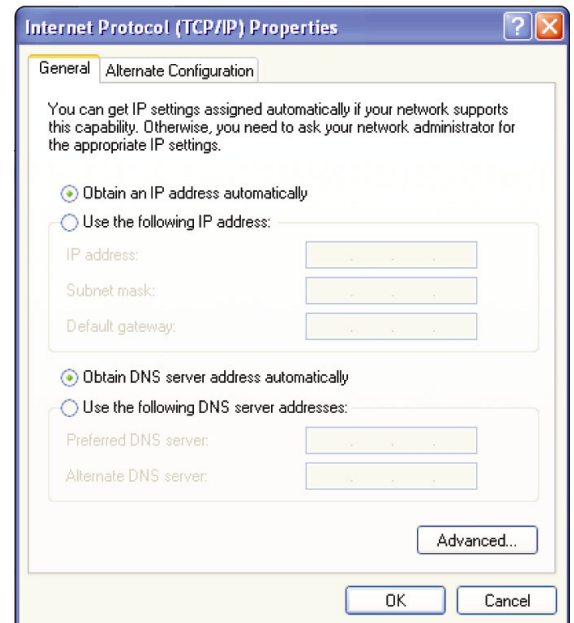 Internet Protocol (TCP/IP) Properties
General
Alternate Configuration
You can get IP settings assigned automatically if your network supports
this capability. Otherwise, you need to ask your network administrator for
the appropriate IP settings.
Obtain an IP address automatically
Use the following IP address:
IP address:
Subnet mask:
Default gateway:
Obtain DNS server address automatically
Use the following DNS server addresses:
Preferred DNS server:
Alternate DNS server:
Advanced...
OK
Cancel